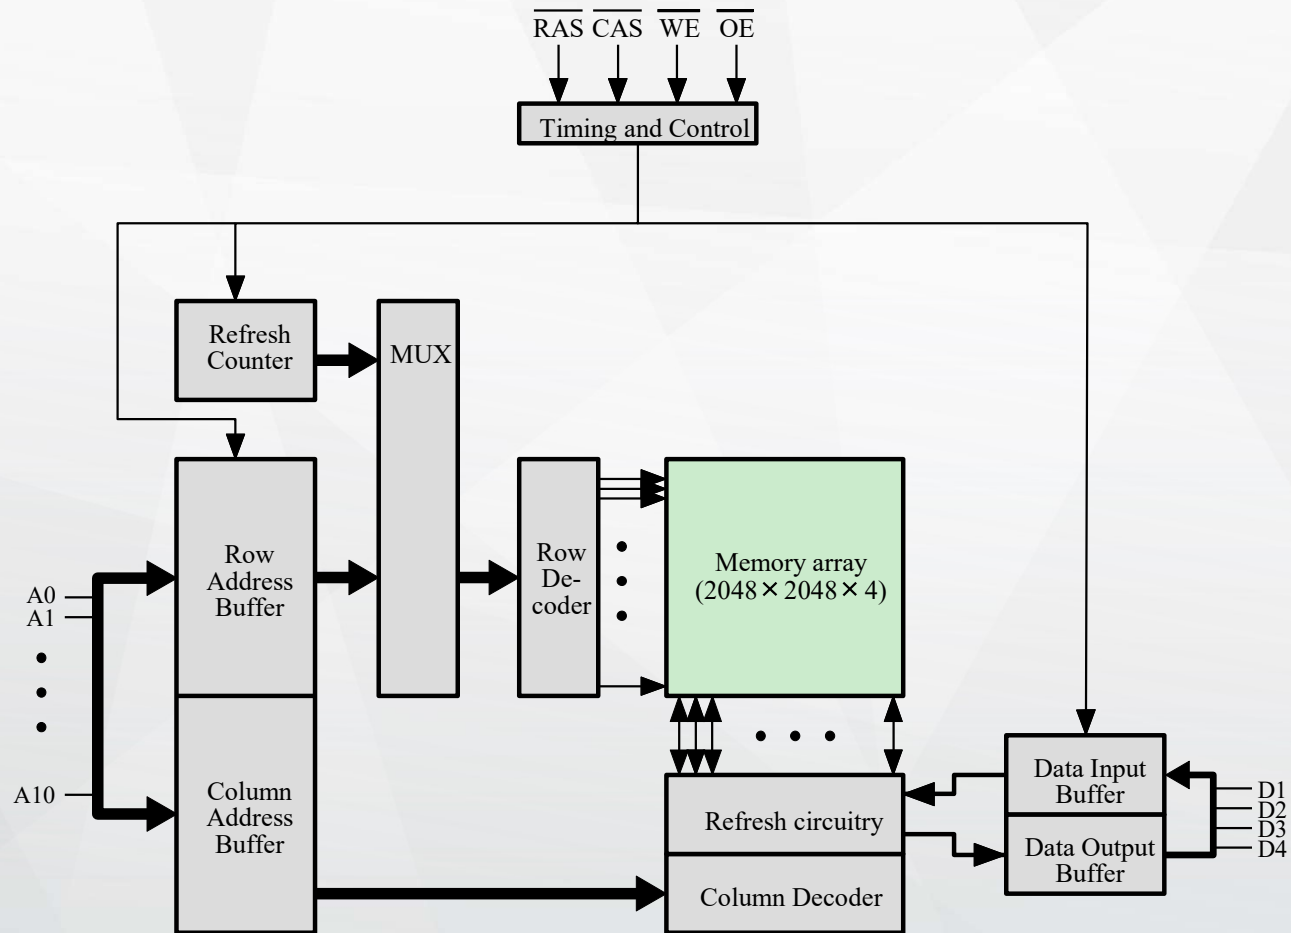 RAS CAS WE OE
Timing and Control
Refresh
Counter
MUX
Row
Address
Buffer
Row
De-
coder
Memory array
(2048 × 2048 × 4)
A0
A1
A10
Column
Address
Buffer
Refresh circuitry
Column Decoder
Data Input
Buffer
Data Output
Buffer
D1
D2
D3
D4